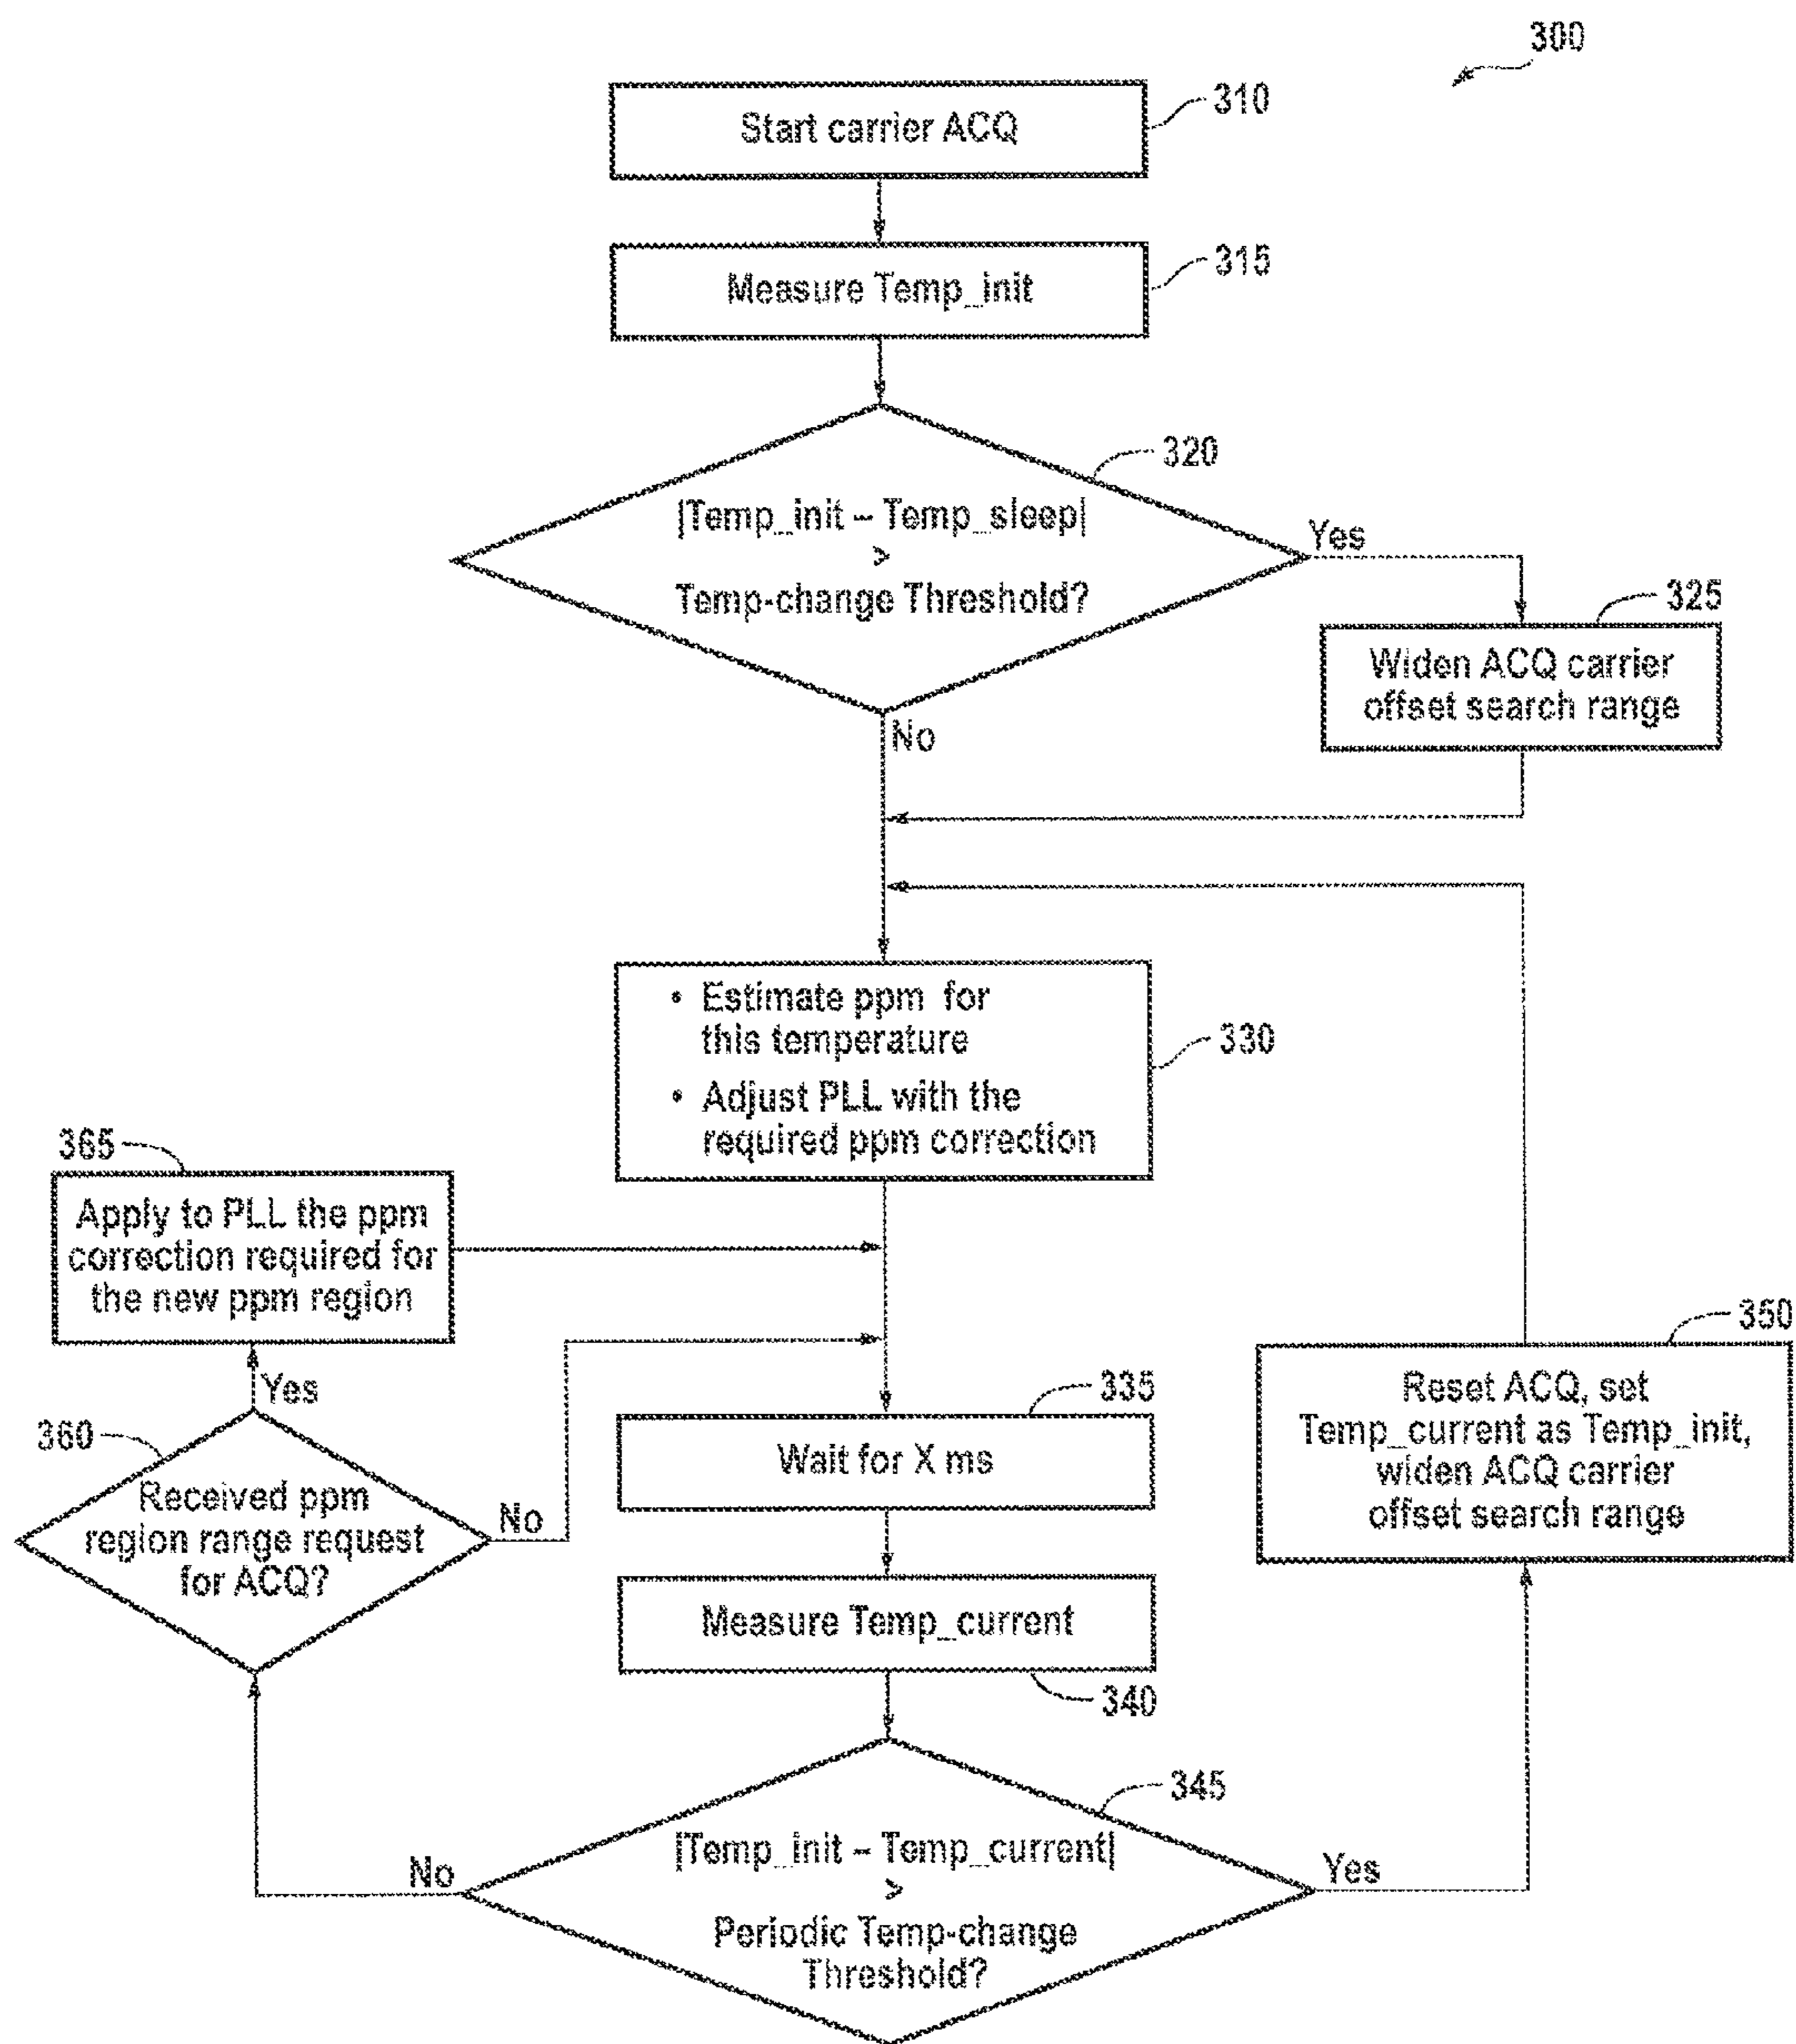 300
310
Start carrier ACQ
315
Measure Temp_init
320
|Temp_init – Temp_sleep|
>
Temp-change Threshold?
Yes
325
Widen ACQ carrier
offset search range
No
• Estimate ppm for
this temperature
• Adjust PLL with the
required ppm correction
330
365
Apply to PLL the ppm
correction required for
the new ppm region
Yes
360
Received ppm
region range request
for ACQ?
No
335
Wait for X ms
350
Reset ACQ, set
Temp_current as Temp_init,
widen ACQ carrier
offset search range
Measure Temp_current
340
345
|Temp_init – Temp_current|
>
Periodic Temp-change
Threshold?
No
Yes